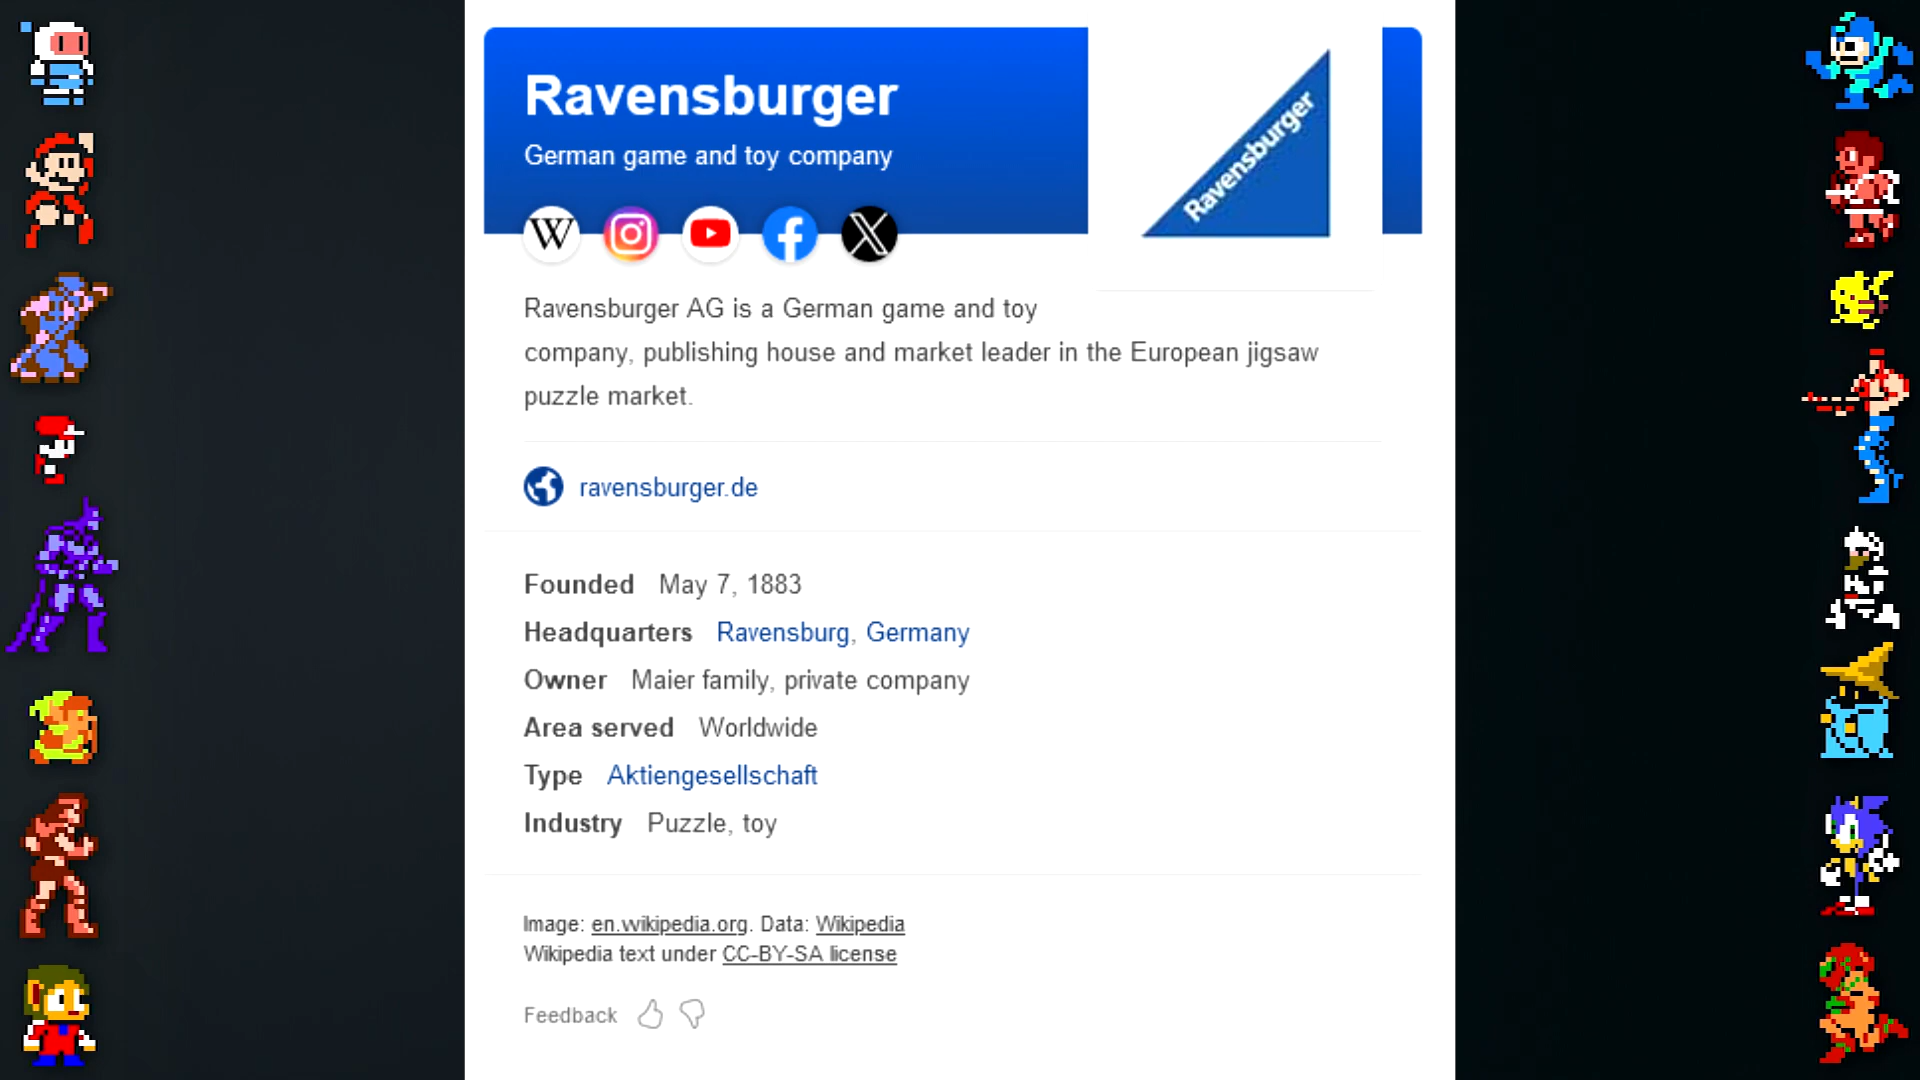 Ravensburger
German game and toy company
Ravensburger
W
X
Ravensburger AG is a German game and toy
company, publishing house and market leader in the European jigsaw
puzzle market.
ravensburger.de
Founded May 7, 1883
Headquarters Ravensburg, Germany
Owner Maier family, private company
Area served Worldwide
Type Aktiengesellschaft
Industry Puzzle, toy
Image: en.wikipedia.org. Data: Wikipedia
Wikipedia text under CC-BY-SA license
Feedback